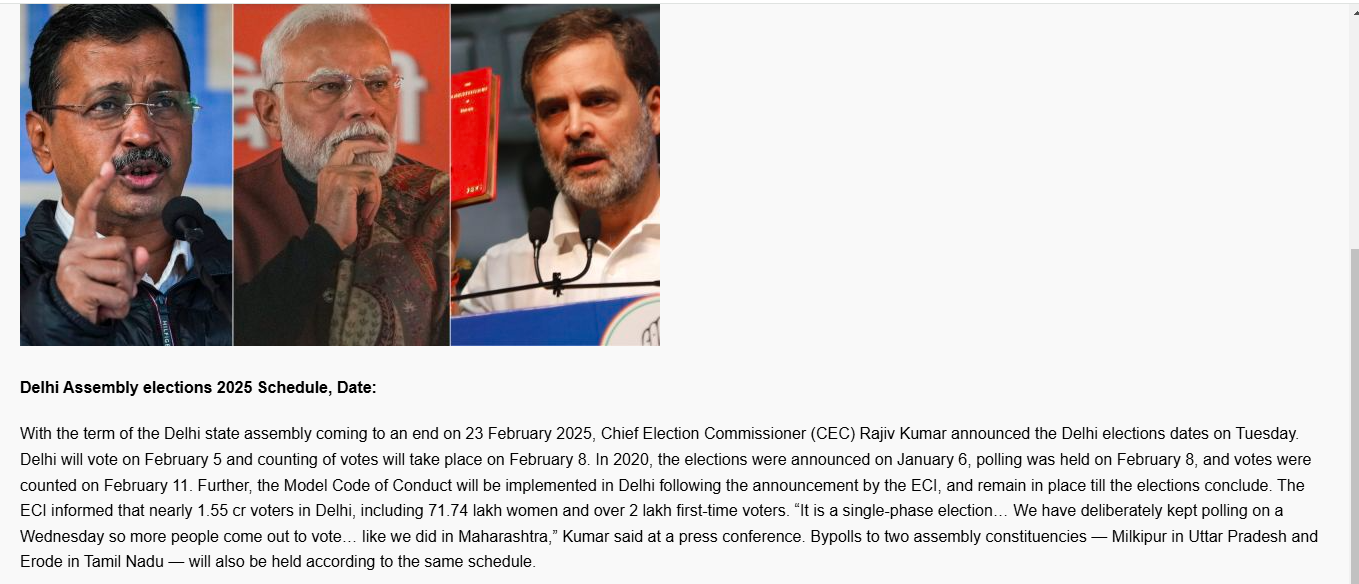 Delhi Assembly elections 2025 Schedule, Date:
With the term of the Delhi state assembly coming to an end on 23 February 2025, Chief Election Commissioner (CEC) Rajiv Kumar announced the Delhi elections dates on Tuesday.
Delhi will vote on February 5 and counting of votes will take place on February 8. In 2020, the elections were announced on January 6, polling was held on February 8, and votes were
counted on February 11. Further, the Model Code of Conduct will be implemented in Delhi following the announcement by the ECI, and remain in place till the elections conclude. The
ECI informed that nearly 1.55 cr voters in Delhi, including 71.74 lakh women and over 2 lakh first-time voters. “It is a single-phase election… We have deliberately kept polling on a
Wednesday so more people come out to vote… like we did in Maharashtra,” Kumar said at a press conference. Bypolls to two assembly constituencies — Milkipur in Uttar Pradesh and
Erode in Tamil Nadu — will also be held according to the same schedule.